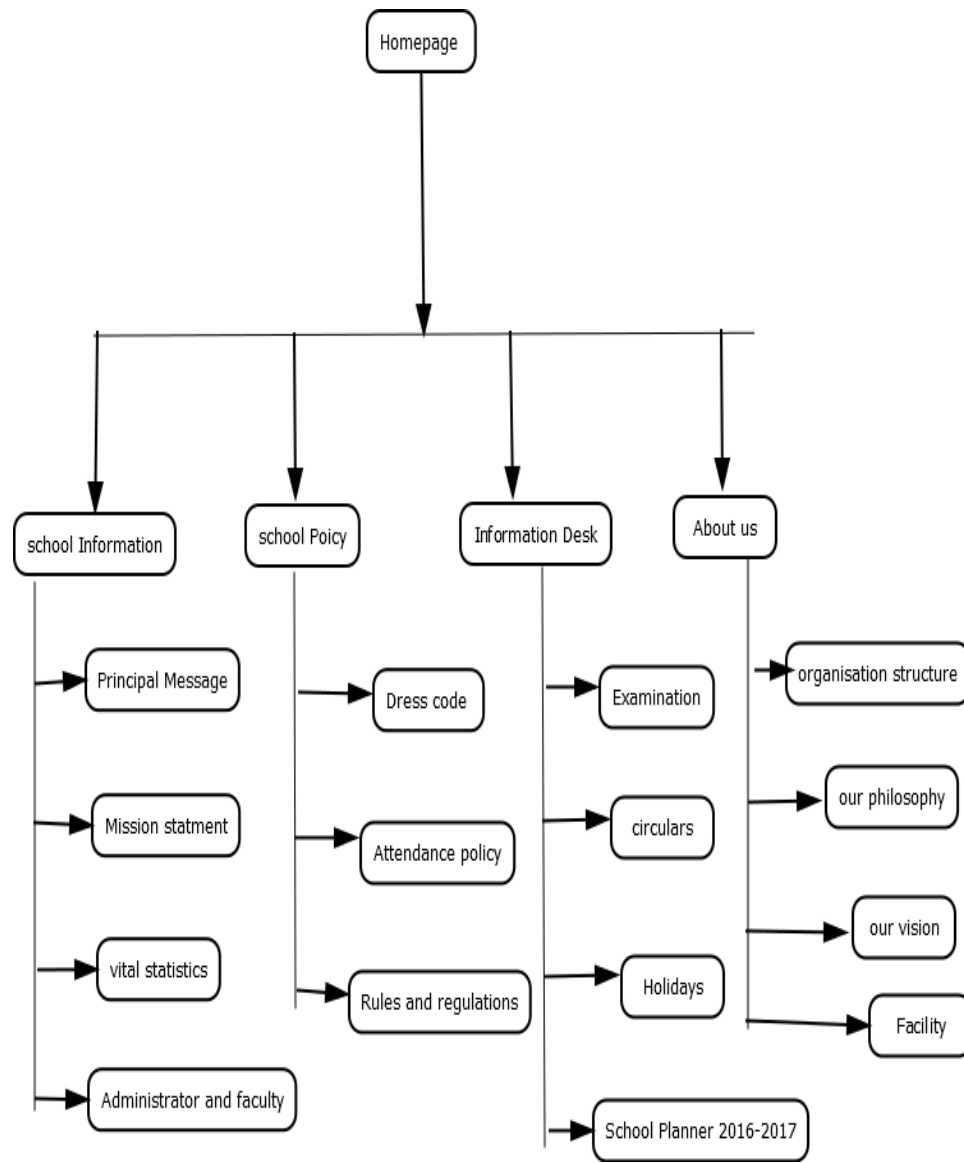 Homepage
school Information
school Poicy
Information Desk
About us
Principal Message
Mission statment
vital statistics
Administrator and faculty
Dress code
Attendance policy
Rules and regulations
Examination
circulars
Holidays
School Planner 2016-2017
organisation structure
our philosophy
our vision
Facility